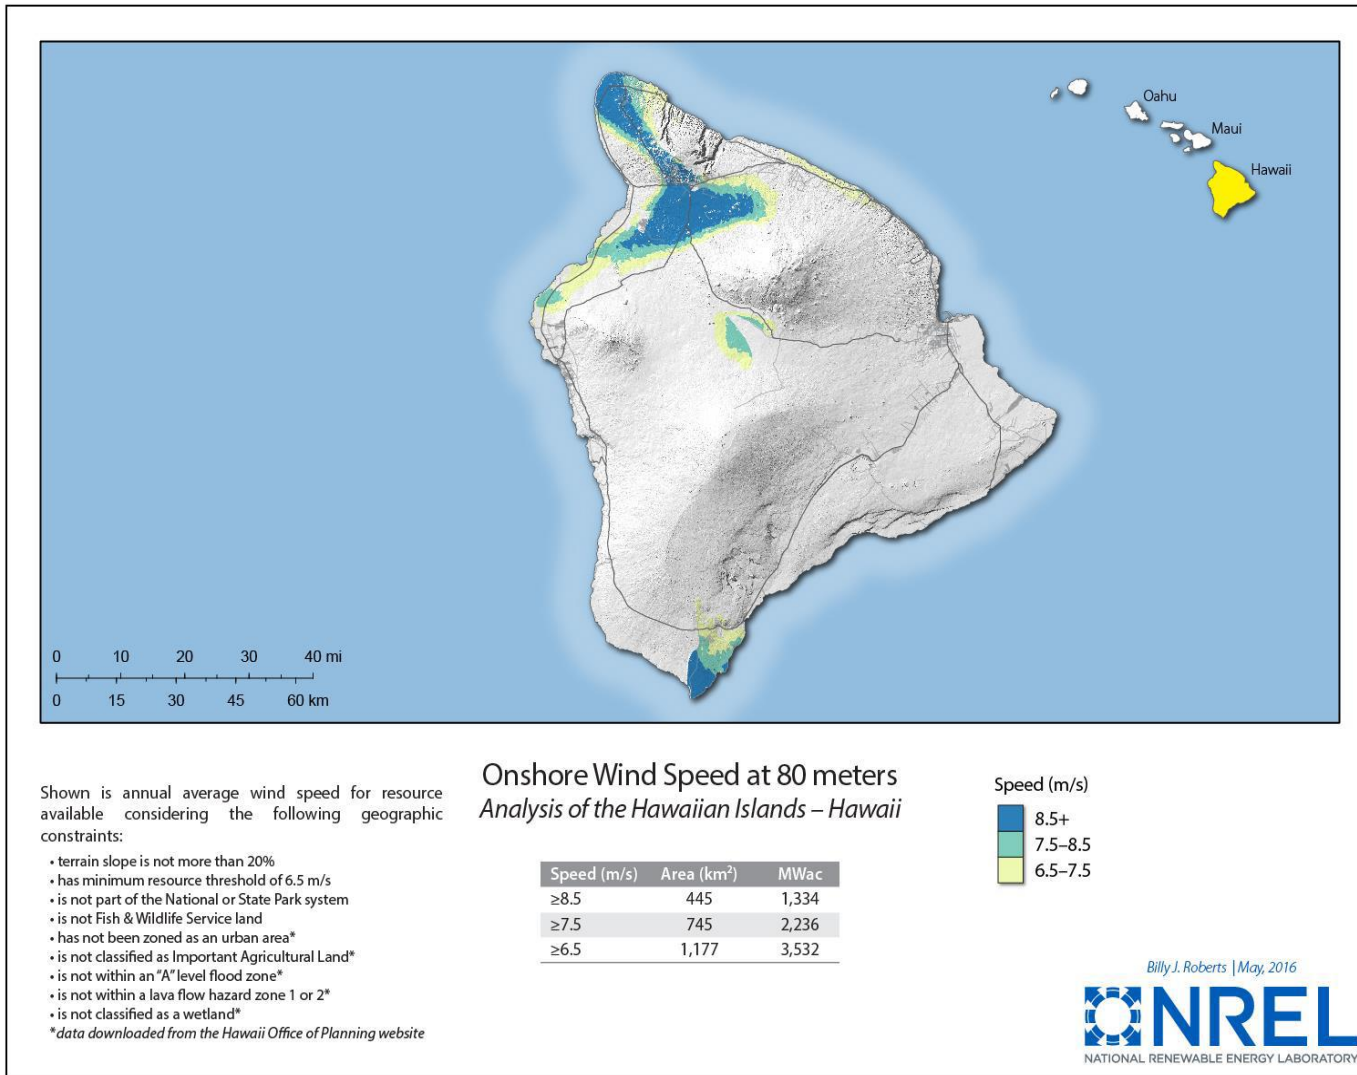 Oahu
Maui
Hawaii
0 10 20 30 40 mi
0 15 30 45 60 km
Shown is annual average wind speed for resource
available considering the following geographic
constraints:
• terrain slope is not more than 20%
• has minimum resource threshold of 6.5 m/s
• is not part of the National or State Park system
• is not Fish & Wildlife Service land
• has not been zoned as an urban area*
• is not classified as Important Agricultural Land*
• is not within an "A" level flood zone*
• is not within a lava flow hazard zone 1 or 2*
• is not classified as a wetland*
*data downloaded from the Hawaii Office of Planning website
Onshore Wind Speed at 80 meters
Analysis of the Hawaiian Islands – Hawaii
Speed (m/s) Area (km²) MWac
≥8.5 445 1,334
≥7.5 745 2,236
≥6.5 1,177 3,532
Speed (m/s)
8.5+
7.5–8.5
6.5–7.5
Billy J. Roberts | May, 2016
NREL
NATIONAL RENEWABLE ENERGY LABORATORY